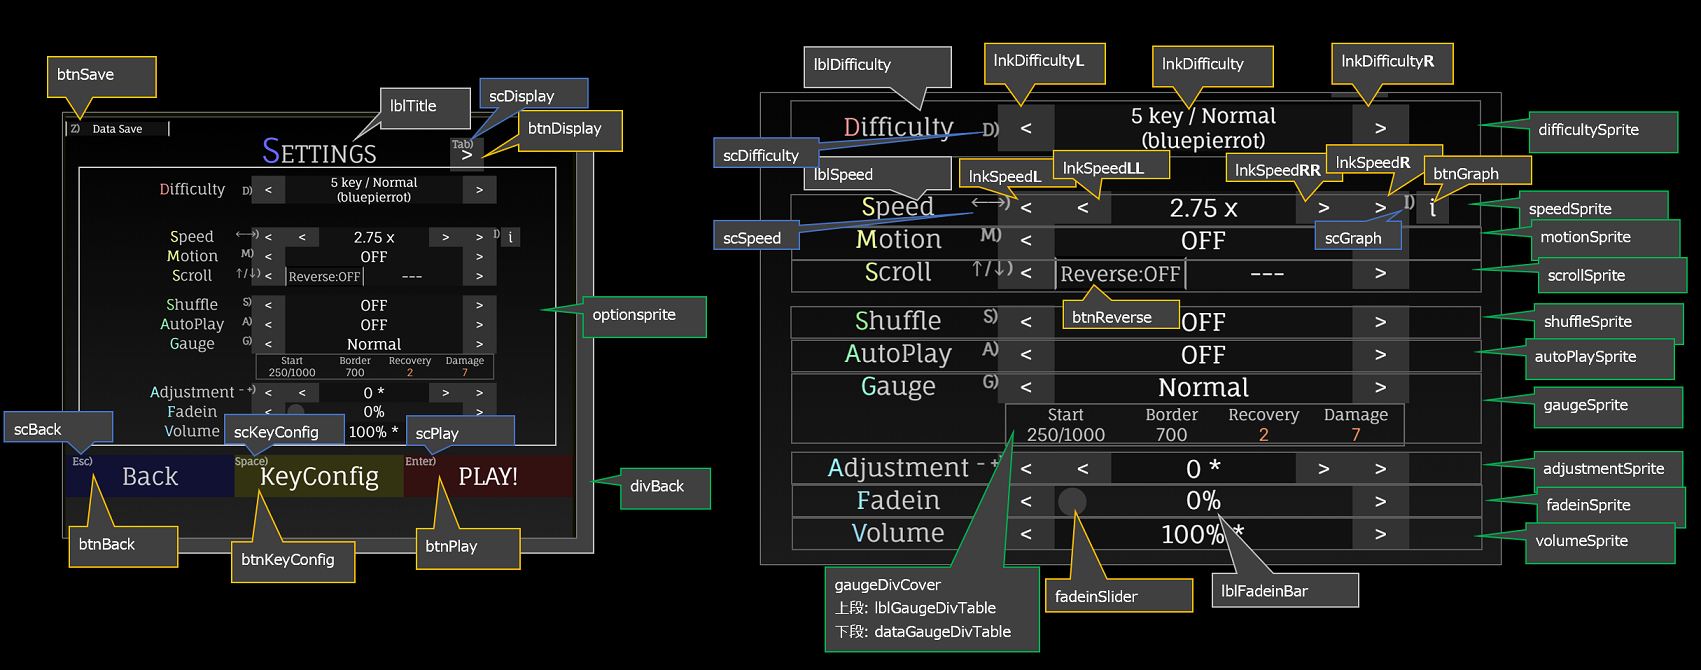 btnSave
Z) Data Save
lblTitle
scDisplay
btnDisplay
SETTINGS
Tab)
>
Difficulty D) < 5 key / Normal >
(bluepierrot)
Speed ←→) < < 2.75 x > > I) i
Motion M) < OFF >
Scroll ↑/↓) < Reverse:OFF --- >
Shuffle S) < OFF >
AutoPlay A) < OFF >
Gauge G) < Normal >
Start Border Recovery Damage
250/1000 700 2 7
Adjustment - +) < < 0 * > >
Fadein < 0% >
Volume 100% *
optionsprite
scBack
scKeyConfig
scPlay
Esc) Back
Space) KeyConfig
Enter) PLAY!
divBack
btnBack
btnKeyConfig
btnPlay
lblDifficulty
lnkDifficultyL
lnkDifficulty
lnkDifficultyR
Difficulty D) < 5 key / Normal >
(bluepierrot)
difficultySprite
scDifficulty
lblSpeed
lnkSpeedL
lnkSpeedLL
lnkSpeedRR
lnkSpeedR
btnGraph
Speed ←→) < < 2.75 x > > I) i
speedSprite
scSpeed
scGraph
Motion M) < OFF
motionSprite
Scroll ↑/↓) < Reverse:OFF --- >
scrollSprite
btnReverse
Shuffle S) < OFF >
shuffleSprite
AutoPlay A) < OFF >
autoPlaySprite
Gauge G) < Normal >
gaugeSprite
Start Border Recovery Damage
250/1000 700 2 7
Adjustment - +) < < 0 * > >
adjustmentSprite
Fadein < 0% >
fadeinSprite
Volume < 100% * >
volumeSprite
gaugeDivCover
上段: lblGaugeDivTable
下段: dataGaugeDivTable
fadeinSlider
lblFadeinBar